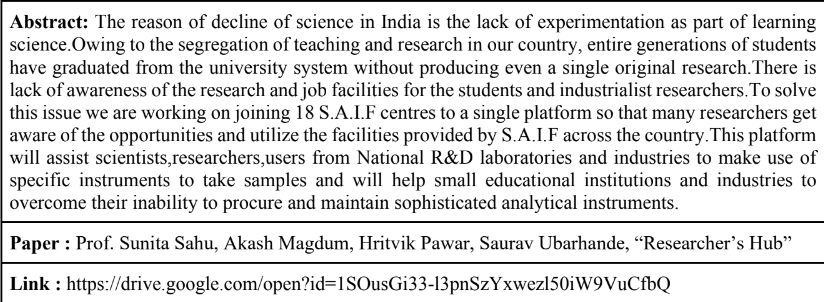 Abstract: The reason of decline of science in India is the lack of experimentation as part of learning
science.Owing to the segregation of teaching and research in our country, entire generations of students
have graduated from the university system without producing even a single original research.There is
lack of awareness of the research and job facilities for the students and industrialist researchers.To solve
this issue we are working on joining 18 S.A.I.F centres to a single platform so that many researchers get
aware of the opportunities and utilize the facilities provided by S.A.I.F across the country.This platform
will assist scientists,researchers,users from National R&D laboratories and industries to make use of
specific instruments to take samples and will help small educational institutions and industries to
overcome their inability to procure and maintain sophisticated analytical instruments.
Paper : Prof. Sunita Sahu, Akash Magdum, Hritvik Pawar, Saurav Ubarhande, “Researcher’s Hub”
Link : https://drive.google.com/open?id=1SOusGi33-l3pnSzYxwezl50iW9VuCfbQ